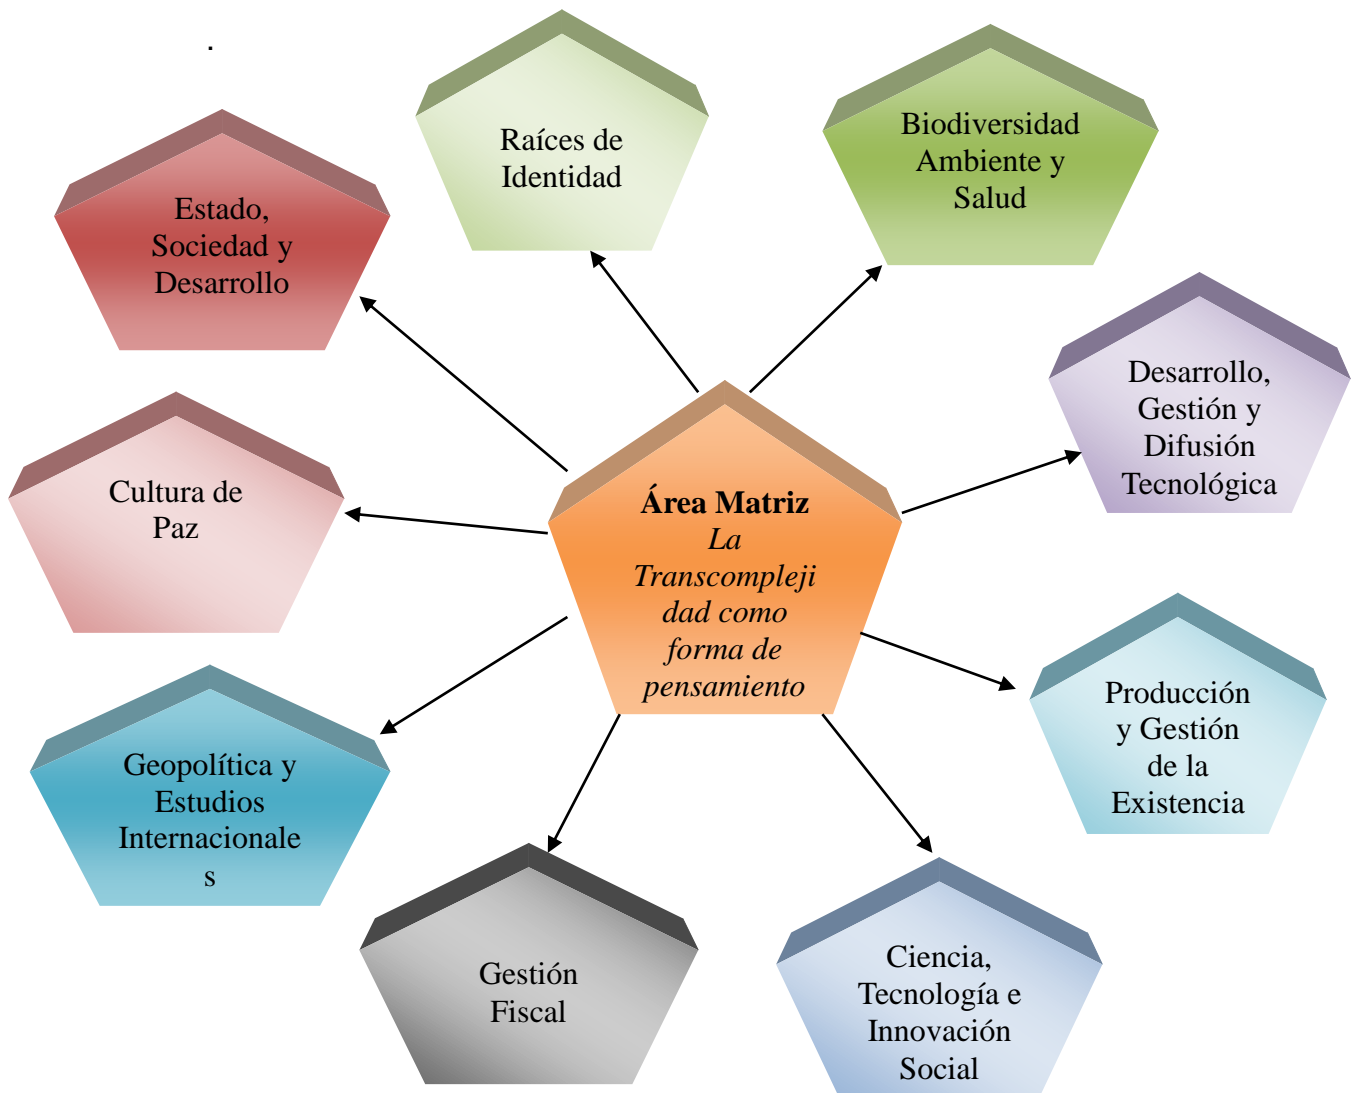 .
Raíces de
Identidad
Biodiversidad
Ambiente y
Salud
Estado,
Sociedad y
Desarrollo
Desarrollo,
Gestión y
Difusión
Tecnológica
Cultura de
Paz
Área Matriz
La
Transcompleji
dad como
forma de
pensamiento
Producción
y Gestión
de la
Existencia
Geopolítica y
Estudios
Internacionale
s
Gestión
Fiscal
Ciencia,
Tecnología e
Innovación
Social